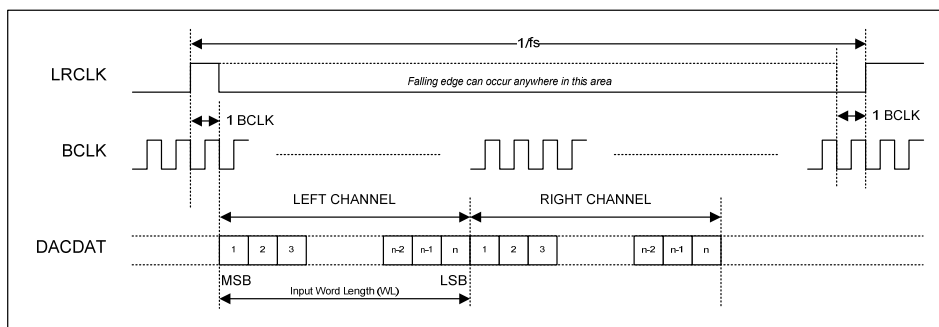 1/fs
LRCLK
Falling edge can occur anywhere in this area
1 BCLK
1 BCLK
BCLK
LEFT CHANNEL
RIGHT CHANNEL
DACDAT
1 2 3 n-2 n-1 n 1 2 3 n-2 n-1 n
MSB LSB
Input Word Length (WL)